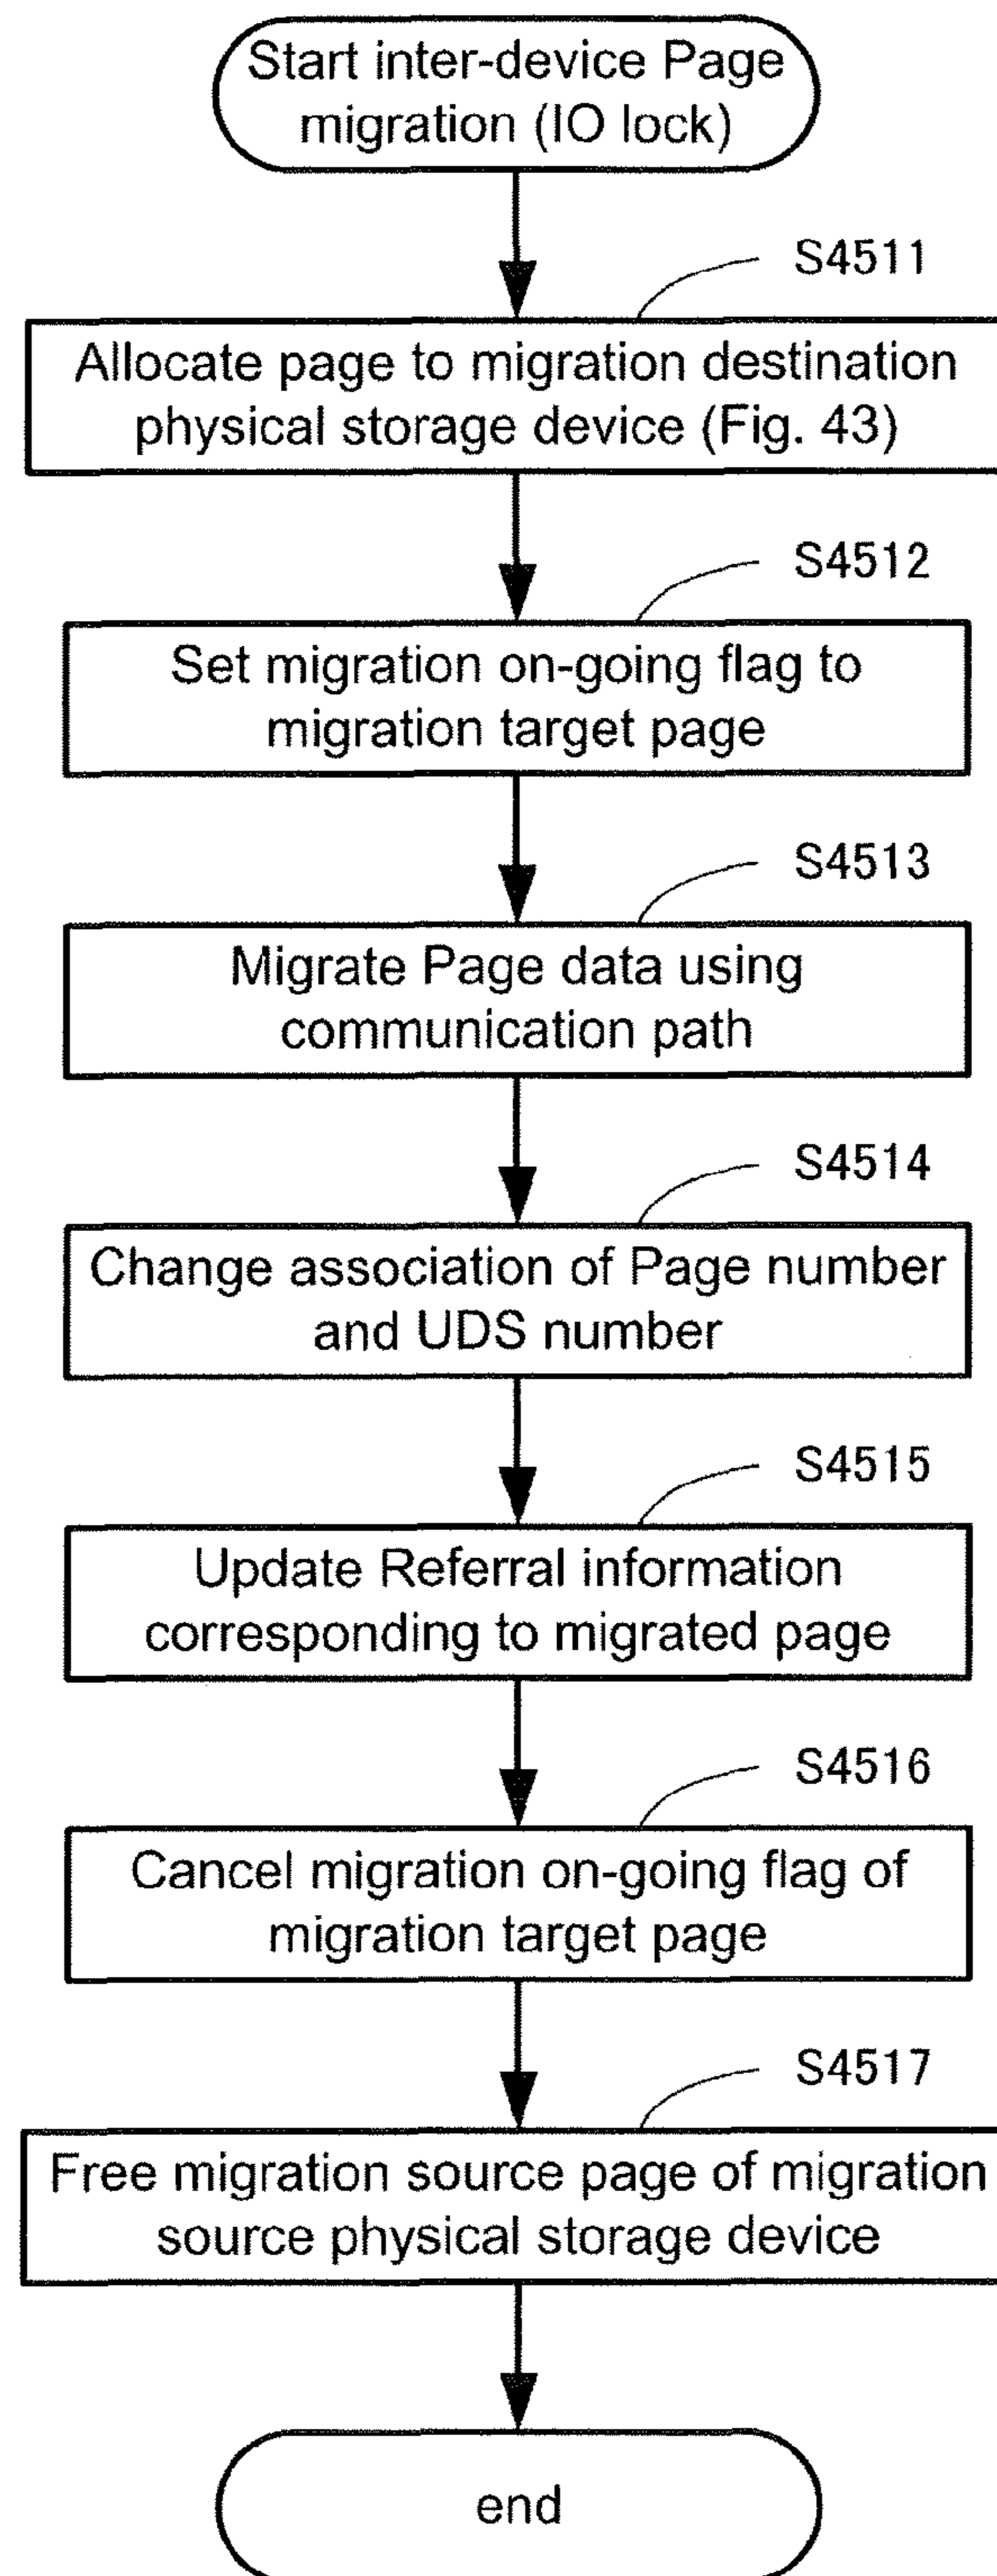 Start inter-device Page
migration (IO lock)
S4511
Allocate page to migration destination
physical storage device (Fig. 43)
S4512
Set migration on-going flag to
migration target page
S4513
Migrate Page data using
communication path
S4514
Change association of Page number
and UDS number
S4515
Update Referral information
corresponding to migrated page
S4516
Cancel migration on-going flag of
migration target page
S4517
Free migration source page of migration
source physical storage device
end